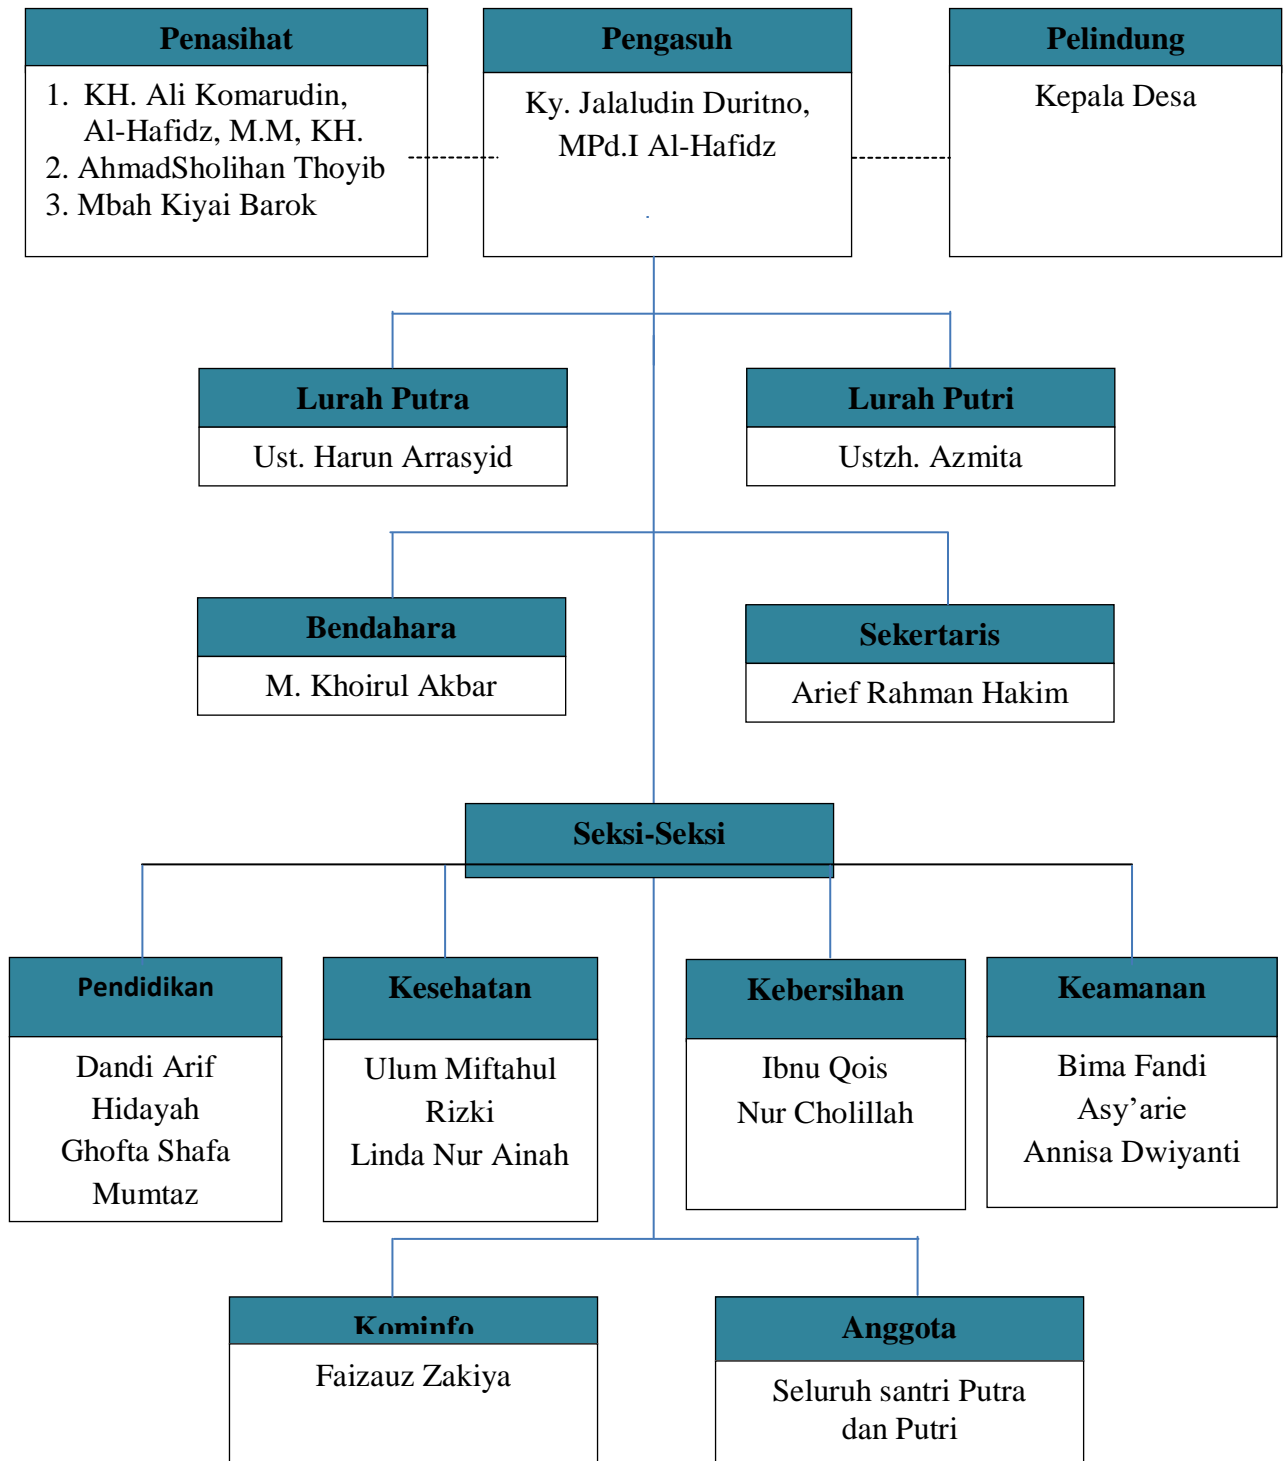 Penasihat
1. KH. Ali Komarudin,
Al-Hafidz, M.M, KH.
2. AhmadSholihan Thoyib
3. Mbah Kiyai Barok
Pengasuh
Ky. Jalaludin Duritno,
MPd.I Al-Hafidz
Pelindung
Kepala Desa
Lurah Putra
Ust. Harun Arrasyid
Lurah Putri
Ustzh. Azmita
Bendahara
M. Khoirul Akbar
Sekertaris
Arief Rahman Hakim
Seksi-Seksi
Pendidikan
Dandi Arif
Hidayah
Ghofta Shafa
Mumtaz
Kesehatan
Ulum Miftahul
Rizki
Linda Nur Ainah
Kebersihan
Ibnu Qois
Nur Cholillah
Keamanan
Bima Fandi
Asy’arie
Annisa Dwiyanti
Kominfo
Faizauz Zakiya
Anggota
Seluruh santri Putra
dan Putri